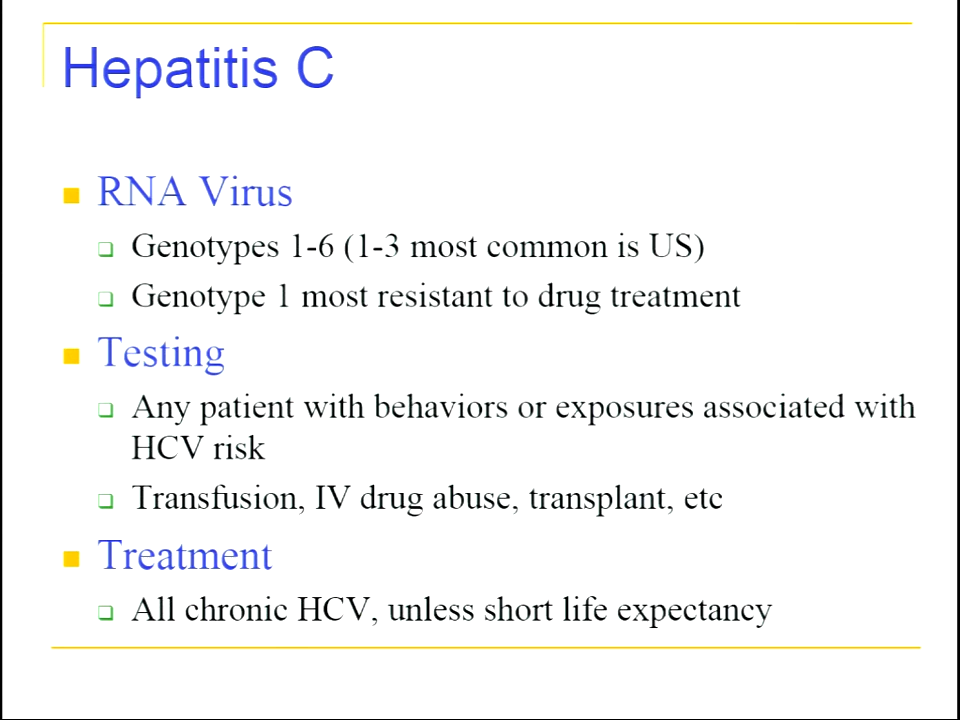 Hepatitis C
RNA Virus
Genotypes 1-6 (1-3 most common is US)
Genotype 1 most resistant to drug treatment
Testing
Any patient with behaviors or exposures associated with
HCV risk
Transfusion, IV drug abuse, transplant, etc
Treatment
All chronic HCV, unless short life expectancy